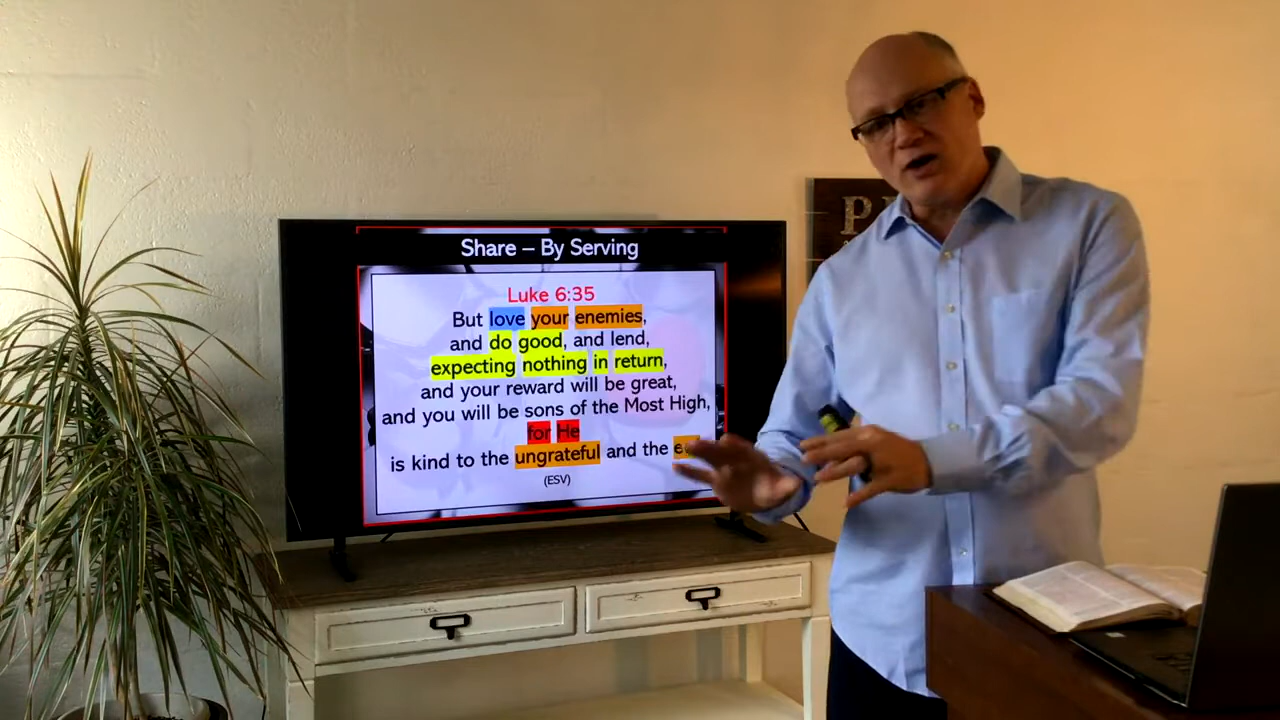 Share – By Serving
Luke 6:35
But love your enemies,
and do good, and lend,
expecting nothing in return,
and your reward will be great,
and you will be sons of the Most High,
for He
is kind to the ungrateful and the
(ESV)